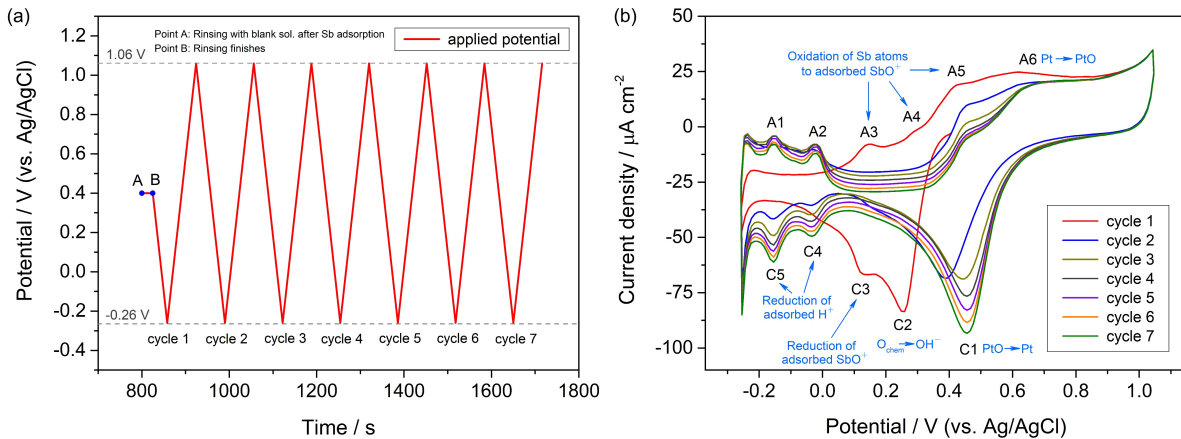 (a)
Point A: Rinsing with blank sol. after Sb adsorption
Point B: Rinsing finishes
applied potential
1.06 V
A
B
-0.26 V
cycle 1
cycle 2
cycle 3
cycle 4
cycle 5
cycle 6
cycle 7
1.2
1.0
0.8
0.6
0.4
0.2
0.0
-0.2
-0.4
Potential / V (vs. Ag/AgCl)
800
1000
1200
1400
1600
1800
Time / s
(b)
50
25
0
-25
-50
-75
-100
Current density / µA cm⁻²
Oxidation of Sb atoms
to adsorbed SbO⁺
A1
A2
A3
A4
A5
A6 Pt→PtO
C5
C4
Reduction of
adsorbed H⁺
C3
Reduction of
adsorbed SbO⁺
C2
O_chem→OH⁻
C1 PtO→Pt
cycle 1
cycle 2
cycle 3
cycle 4
cycle 5
cycle 6
cycle 7
-0.2
0.0
0.2
0.4
0.6
0.8
1.0
Potential / V (vs. Ag/AgCl)